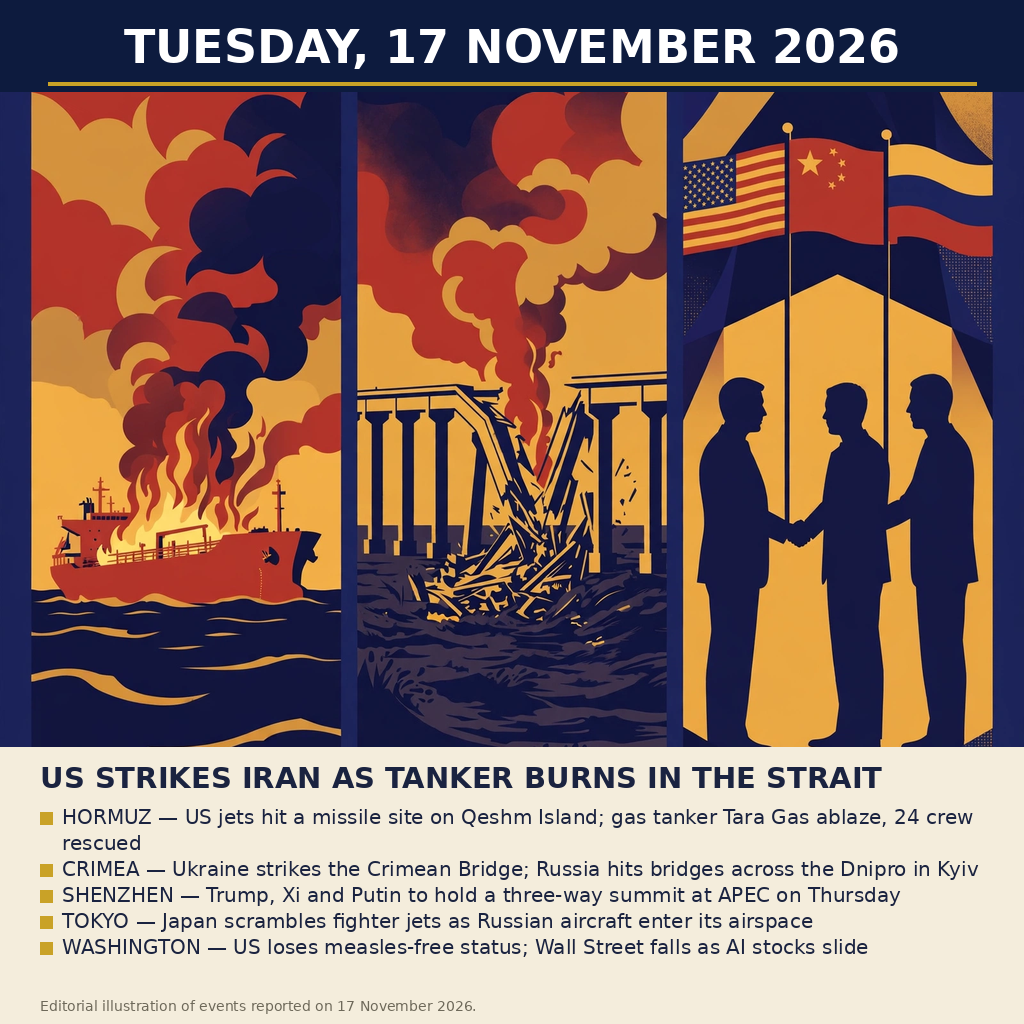 TUESDAY, 17 NOVEMBER 2026
US STRIKES IRAN AS TANKER BURNS IN THE STRAIT
HORMUZ — US jets hit a missile site on Qeshm Island; gas tanker Tara Gas ablaze, 24 crew
rescued
CRIMEA — Ukraine strikes the Crimean Bridge; Russia hits bridges across the Dnipro in Kyiv
SHENZHEN — Trump, Xi and Putin to hold a three-way summit at APEC on Thursday
TOKYO — Japan scrambles fighter jets as Russian aircraft enter its airspace
WASHINGTON — US loses measles-free status; Wall Street falls as AI stocks slide
Editorial illustration of events reported on 17 November 2026.